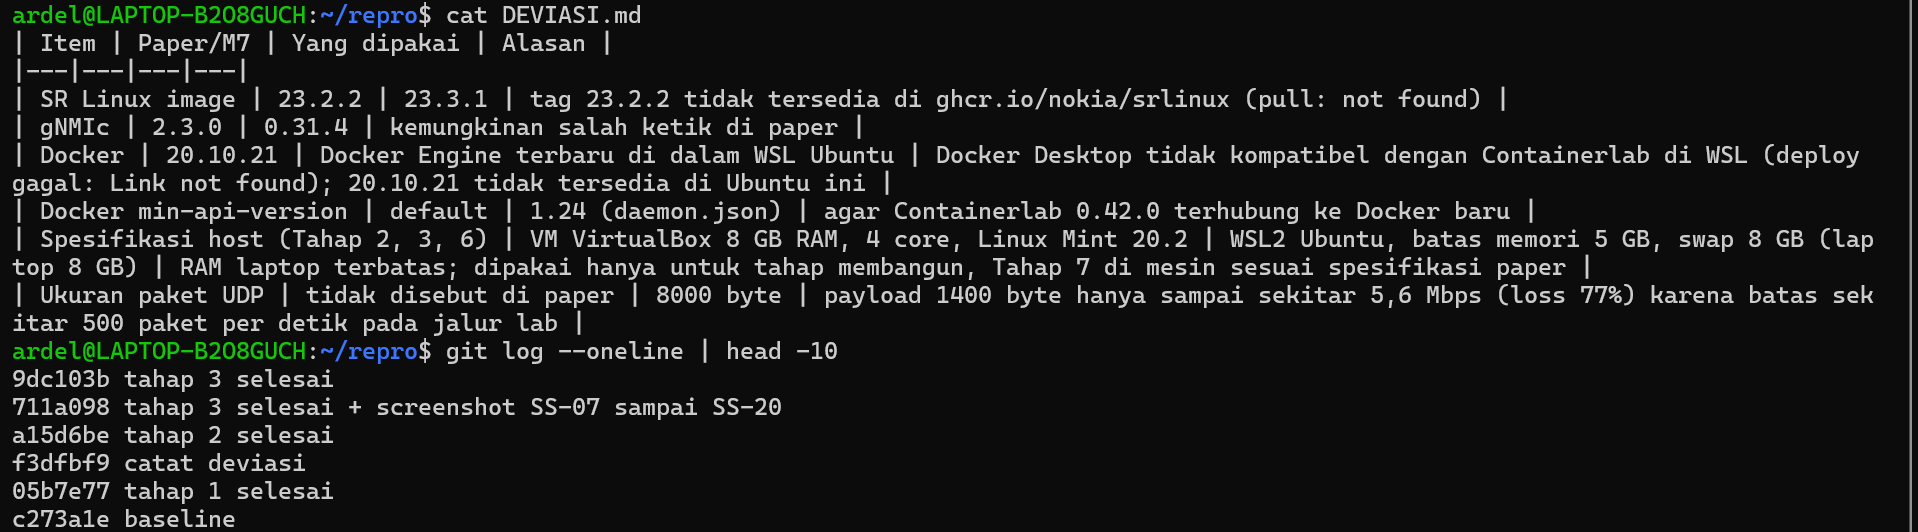 ardel@LAPTOP-B2O8GUCH:~/repro$ cat DEVIASI.md
| Item | Paper/M7 | Yang dipakai | Alasan |
|---|---|---|---|
| SR Linux image | 23.2.2 | 23.3.1 | tag 23.2.2 tidak tersedia di ghcr.io/nokia/srlinux (pull: not found) |
| gNMIc | 2.3.0 | 0.31.4 | kemungkinan salah ketik di paper |
| Docker | 20.10.21 | Docker Engine terbaru di dalam WSL Ubuntu | Docker Desktop tidak kompatibel dengan Containerlab di WSL (deploy
gagal: Link not found); 20.10.21 tidak tersedia di Ubuntu ini |
| Docker min-api-version | default | 1.24 (daemon.json) | agar Containerlab 0.42.0 terhubung ke Docker baru |
| Spesifikasi host (Tahap 2, 3, 6) | VM VirtualBox 8 GB RAM, 4 core, Linux Mint 20.2 | WSL2 Ubuntu, batas memori 5 GB, swap 8 GB (lap
top 8 GB) | RAM laptop terbatas; dipakai hanya untuk tahap membangun, Tahap 7 di mesin sesuai spesifikasi paper |
| Ukuran paket UDP | tidak disebut di paper | 8000 byte | payload 1400 byte hanya sampai sekitar 5,6 Mbps (loss 77%) karena batas sek
itar 500 paket per detik pada jalur lab |
ardel@LAPTOP-B2O8GUCH:~/repro$ git log --oneline | head -10
9dc103b tahap 3 selesai
711a098 tahap 3 selesai + screenshot SS-07 sampai SS-20
a15d6be tahap 2 selesai
f3dfbf9 catat deviasi
05b7e77 tahap 1 selesai
c273a1e baseline